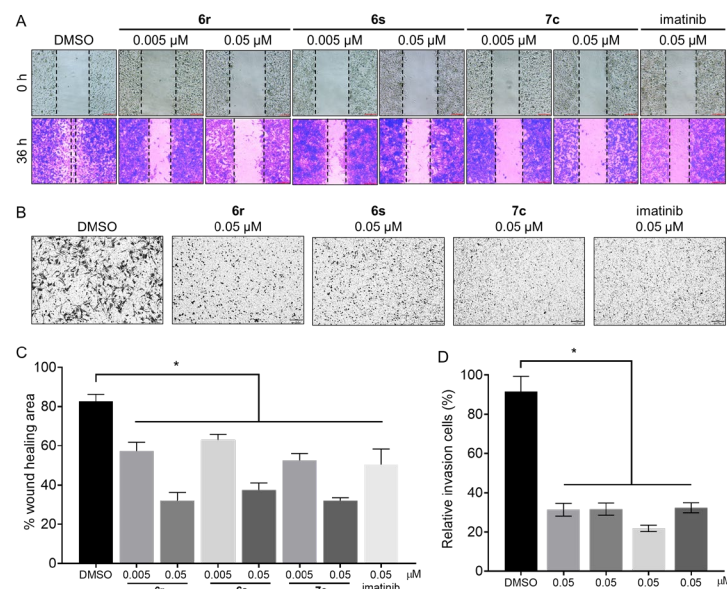 A
6r
6s
7c
imatinib
DMSO
0.005 µM
0.05 µM
0.005 µM
0.05 µM
0.005 µM
0.05 µM
0.05 µM
0 h
36 h
B
6r
6s
7c
imatinib
DMSO
0.05 µM
0.05 µM
0.05 µM
0.05 µM
C
% wound healing area
100
80
60
40
20
0
*
DMSO
0.005
0.05
0.005
0.05
0.005
0.05
0.05
µM
imatinib
D
Relative invasion cells (%)
100
80
60
40
20
0
*
DMSO
0.05
0.05
0.05
0.05